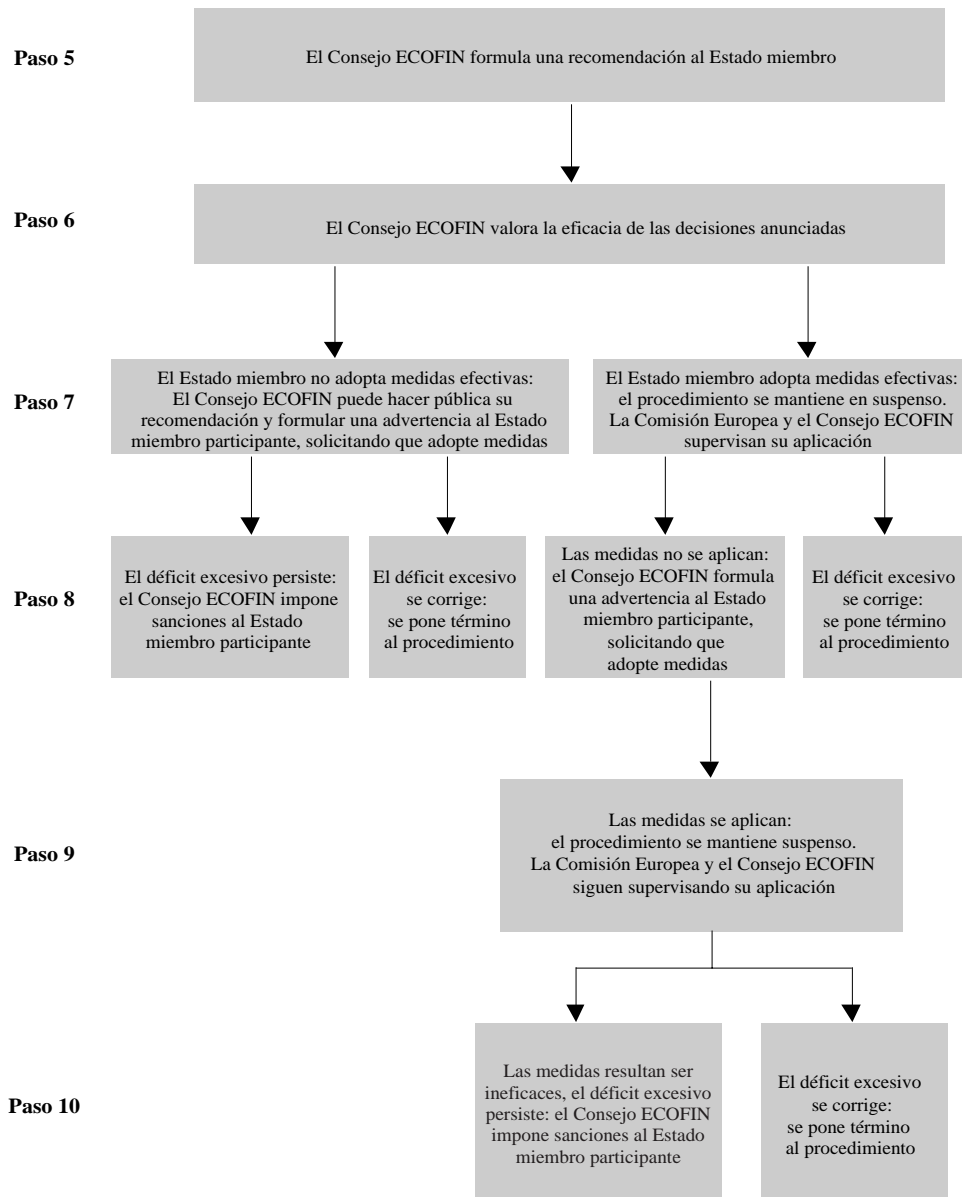 Paso 5
El Consejo ECOFIN formula una recomendación al Estado miembro
Paso 6
El Consejo ECOFIN valora la eficacia de las decisiones anunciadas
Paso 7
El Estado miembro no adopta medidas efectivas:
El Consejo ECOFIN puede hacer pública su
recomendación y formular una advertencia al Estado
miembro participante, solicitando que adopte medidas
El Estado miembro adopta medidas efectivas:
el procedimiento se mantiene en suspenso.
La Comisión Europea y el Consejo ECOFIN
supervisan su aplicación
Paso 8
El déficit excesivo persiste:
el Consejo ECOFIN impone
sanciones al Estado
miembro participante
El déficit excesivo
se corrige:
se pone término
al procedimiento
Las medidas no se aplican:
el Consejo ECOFIN formula
una advertencia al Estado
miembro participante,
solicitando que
adopte medidas
El déficit excesivo
se corrige:
se pone término
al procedimiento
Paso 9
Las medidas se aplican:
el procedimiento se mantiene suspenso.
La Comisión Europea y el Consejo ECOFIN
siguen supervisando su aplicación
Paso 10
Las medidas resultan ser
ineficaces, el déficit excesivo
persiste: el Consejo ECOFIN
impone sanciones al Estado
miembro participante
El déficit excesivo
se corrige:
se pone término
al procedimiento